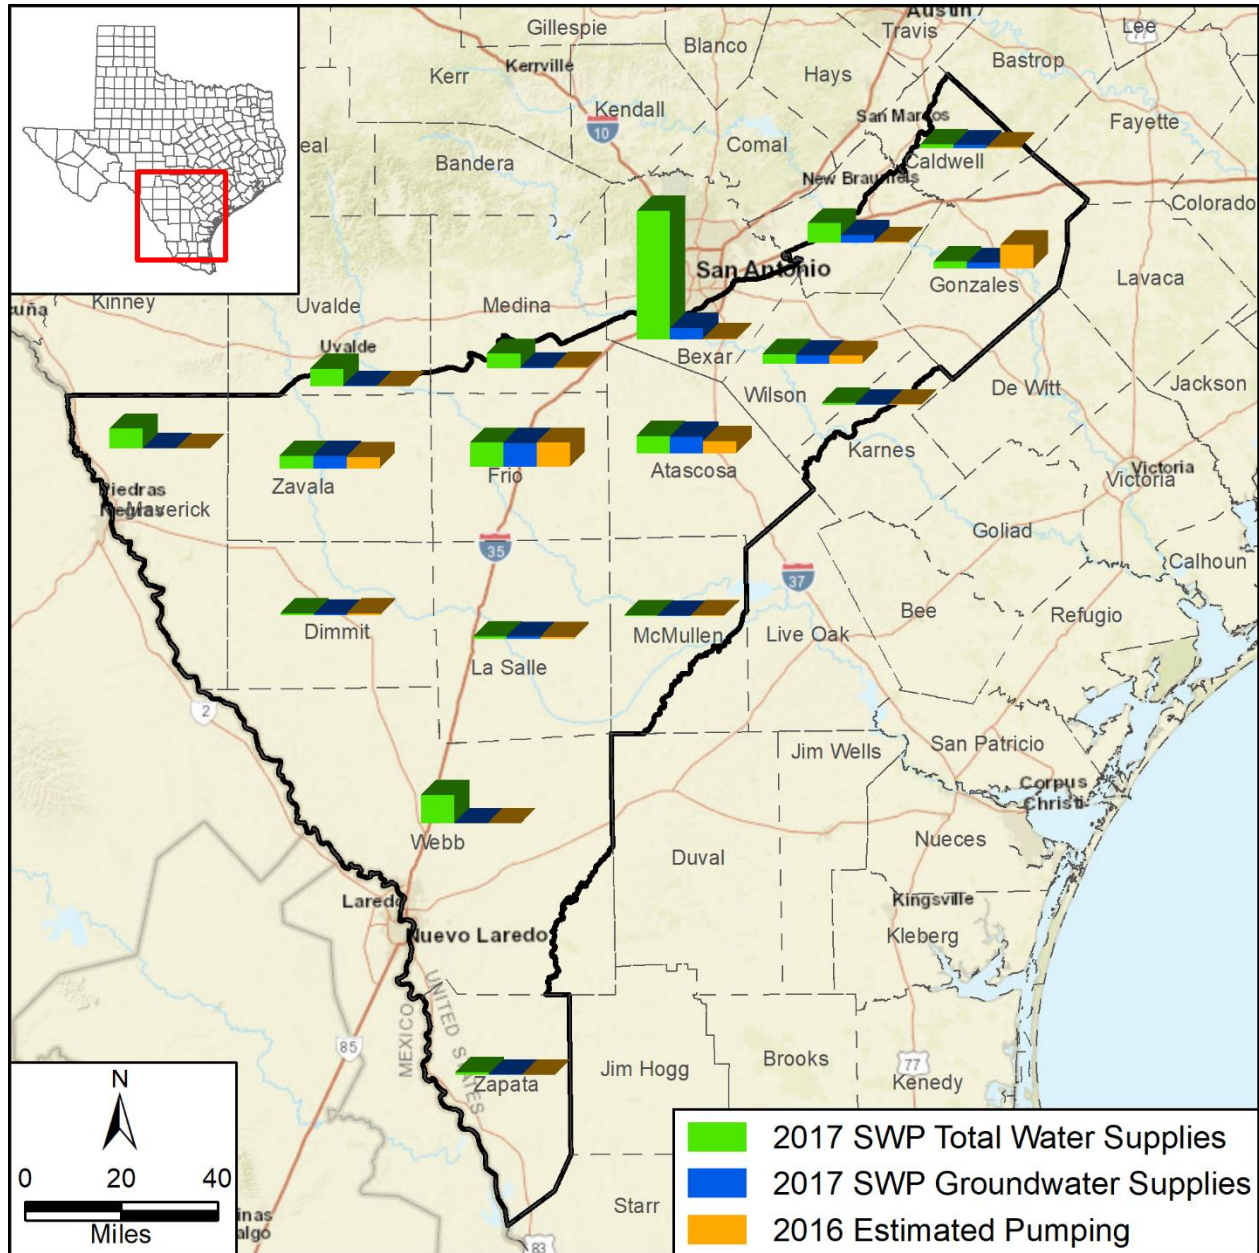 Austin
Gillespie
Travis
Lee
77
Blanco
Bastrop
Kerr
Kerrville
Hays
Kendall
San Marcos
Fayette
10
eal
Comal
Bandera
Caldwell
New Braunfels
Colorado
San Antonio
Gonzales
Lavaca
Kinney
Uvalde
Medina
cuña
Uvalde
Bexar
De Witt
Jackson
Wilson
Karnes
Atascosa
Frio
Zavala
Victoria
Victoria
Piedras
Negras
Maverick
Goliad
35
Calhoun
37
Bee
Refugio
Dimmit
McMullen
Live Oak
La Salle
2
Jim Wells
San Patricio
Corpus
Christi
Webb
Nueces
Duval
Laredo
Kingsville
Nuevo Laredo
Kleberg
UNITED STATES
MEXICO
85
Brooks
77
Jim Hogg
Zapata
Kenedy
N
0 20 40
Miles
inas
algo
Starr
83
2017 SWP Total Water Supplies
2017 SWP Groundwater Supplies
2016 Estimated Pumping